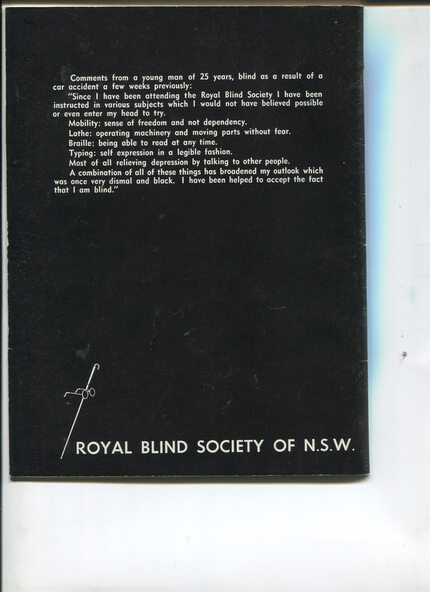 Comments from a young man of 25 years, blind as a result of a
car accident a few weeks previously:
"Since I have been attending the Royal Blind Society I have been
instructed in various subjects which I would not have believed possible
or even enter my head to try.
Mobility: sense of freedom and not dependency.
Lathe: operating machinery and moving parts without fear.
Braille: being able to read at any time.
Typing: self expression in a legible fashion.
Most of all relieving depression by talking to other people.
A combination of all of these things has broadened my outlook which
was once very dismal and black. I have been helped to accept the fact
that I am blind."
ROYAL BLIND SOCIETY OF N.S.W.